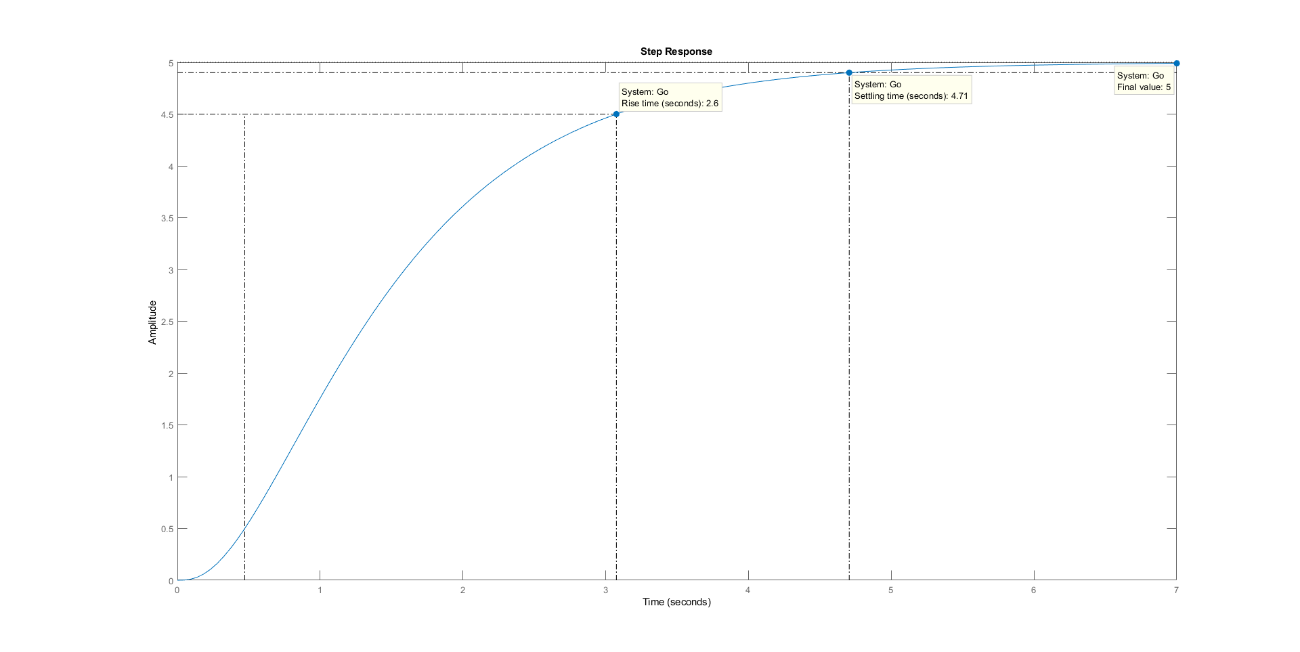 Step Response
System: Go
Rise time (seconds): 2.6
System: Go
Settling time (seconds): 4.71
System: Go
Final value: 5
5
4.5
4
3.5
3
2.5
2
1.5
1
0.5
0
Amplitude
0 1 2 3 4 5 6 7
Time (seconds)